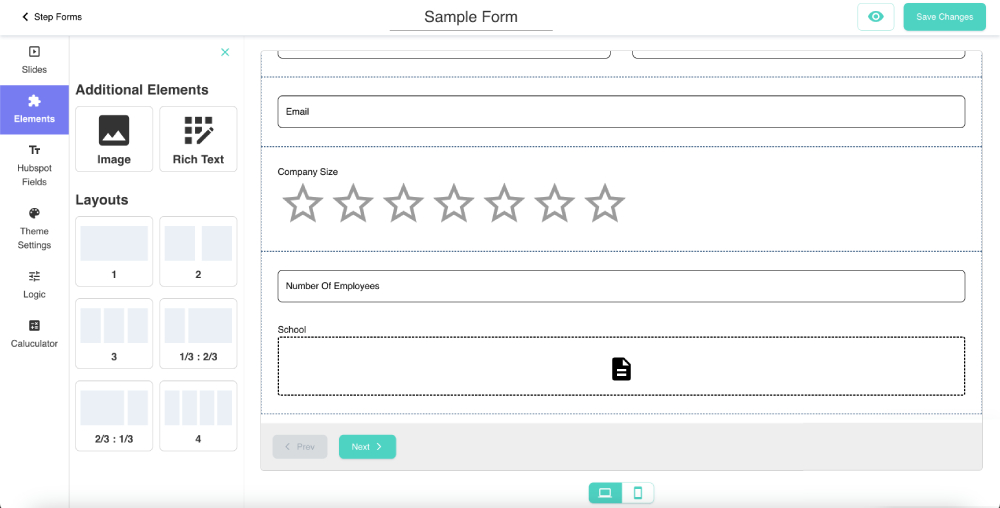 Step Forms
Sample Form
Save Changes
Slides
Elements
Hubspot
Fields
Theme
Settings
Logic
Caluculator
Additional Elements
Image
Rich Text
Layouts
1
2
3
1/3 : 2/3
2/3 : 1/3
4
Email
Company Size
Number Of Employees
School
Prev
Next